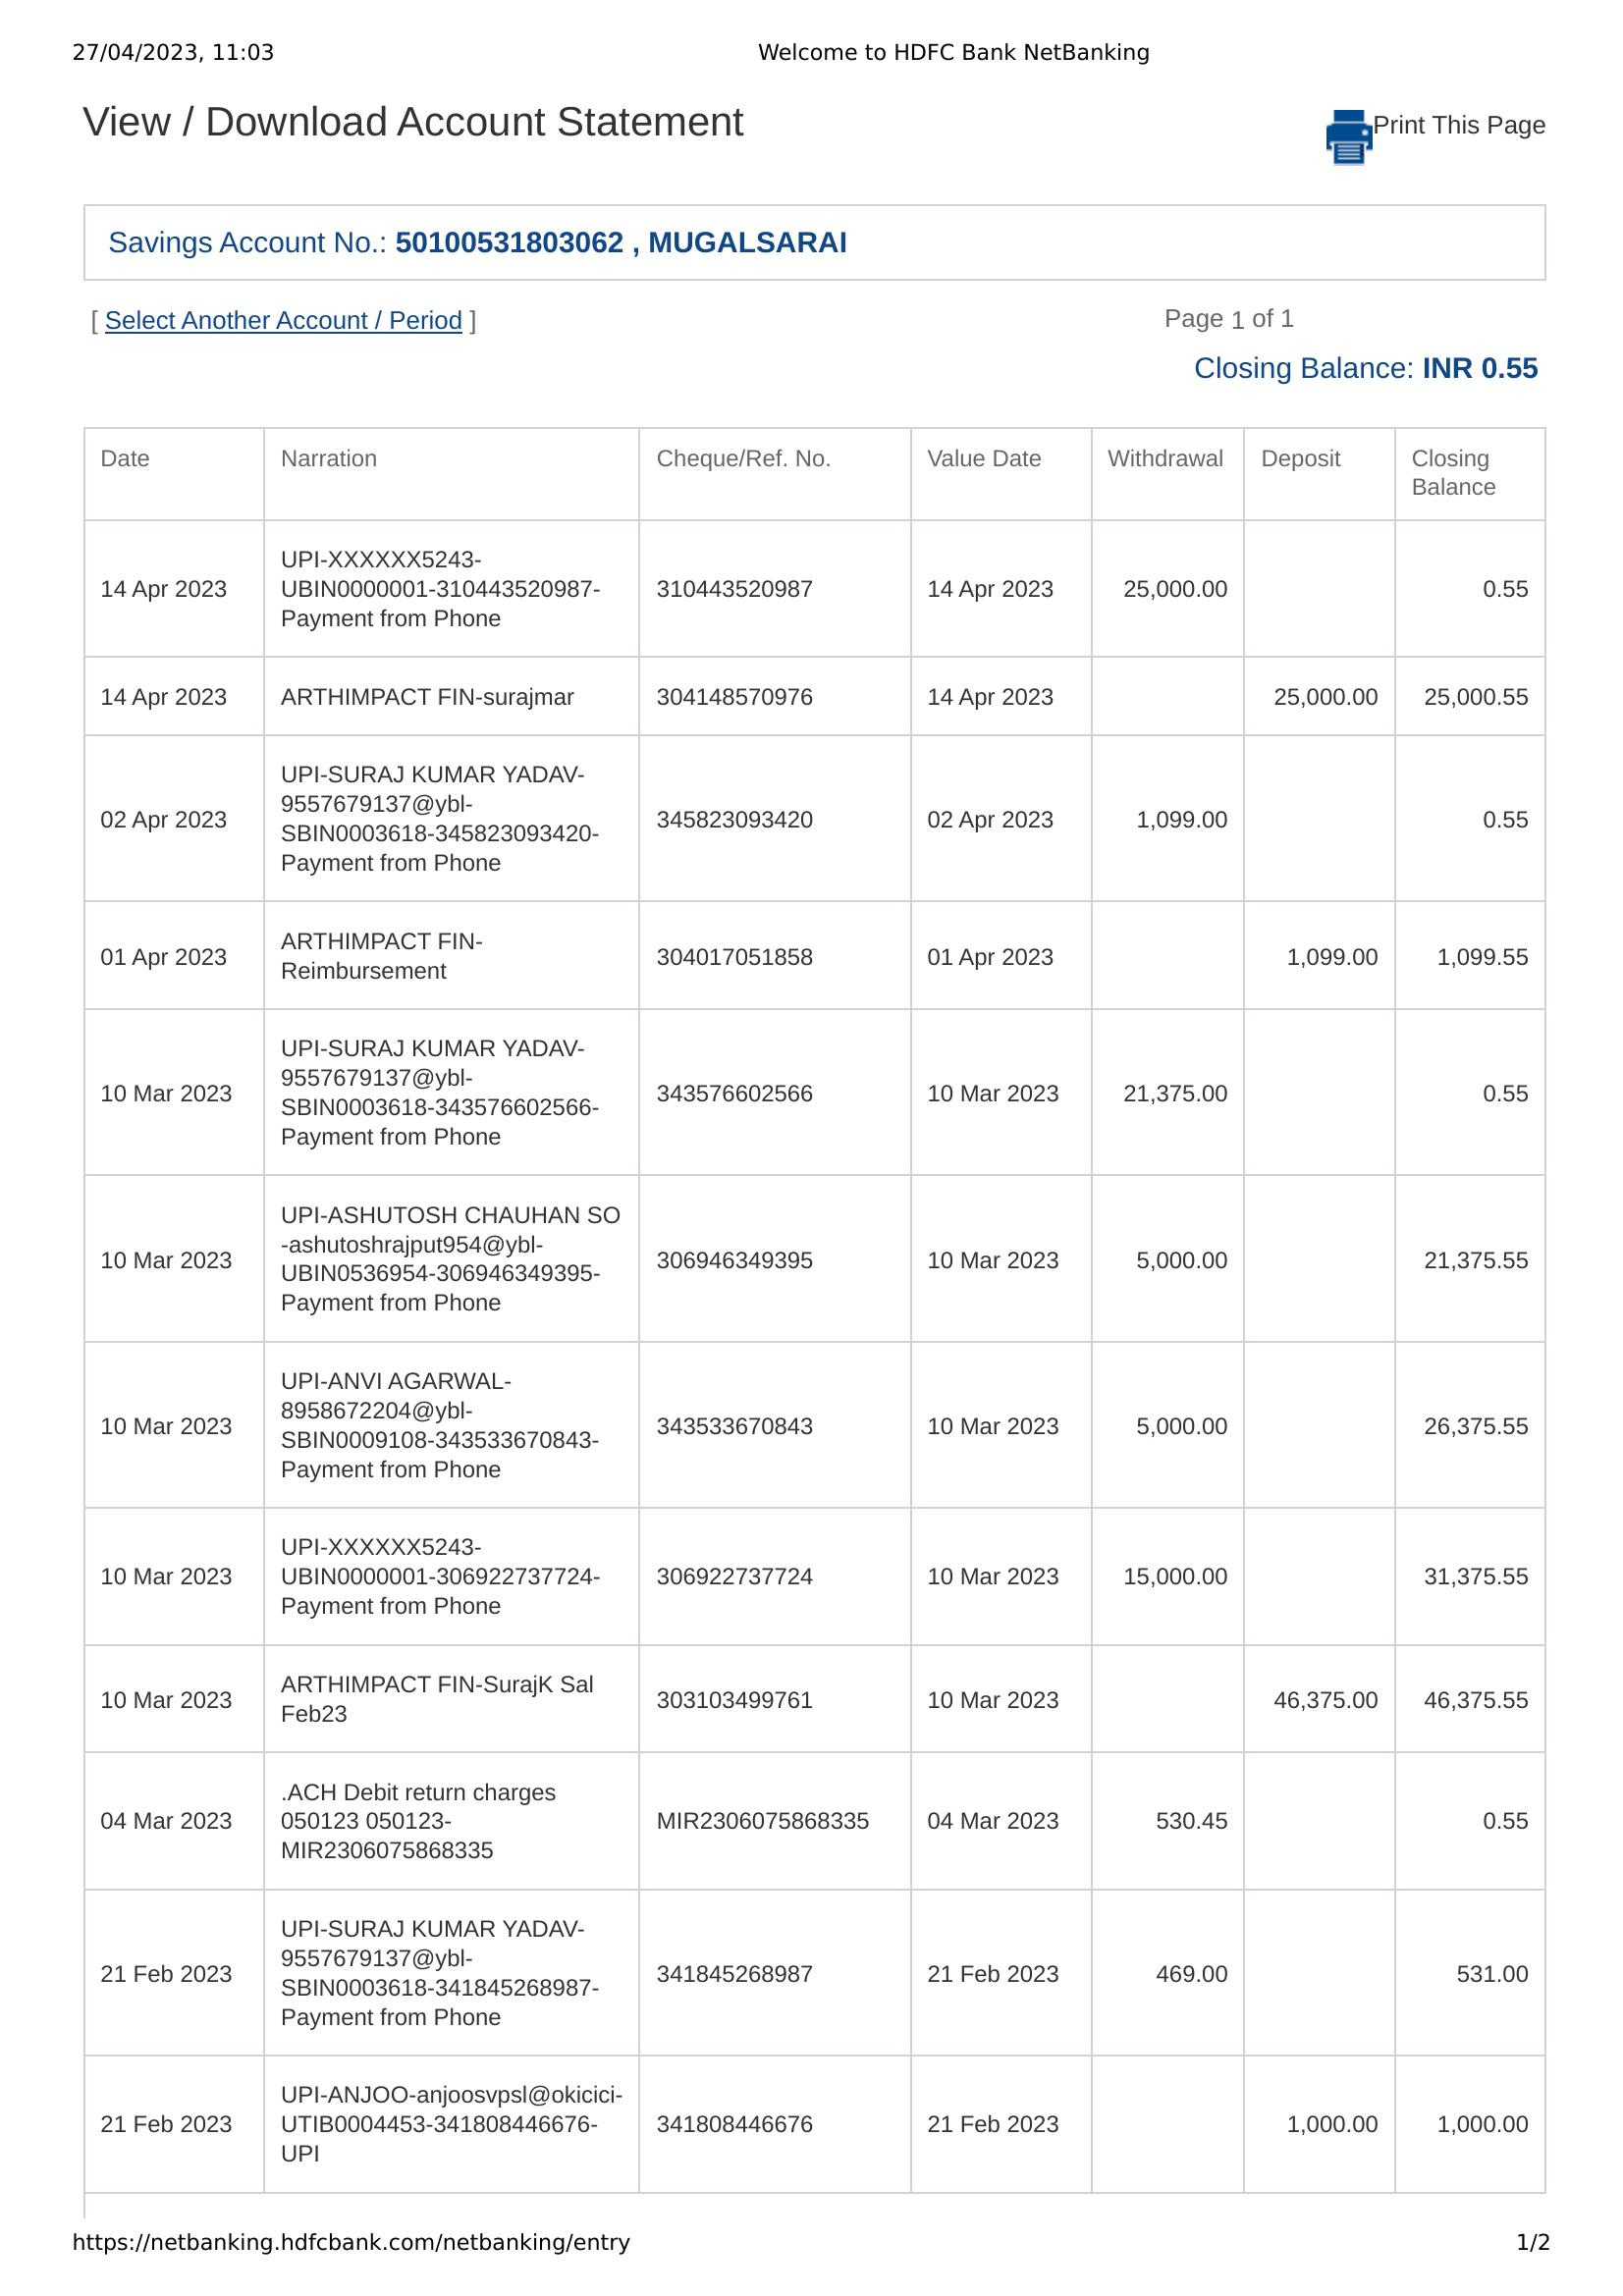 27/04/2023, 11:03 Welcome to HDFC Bank NetBanking
View / Download Account Statement Print This Page
Savings Account No.: 50100531803062 , MUGALSARAI
[ Select Another Account / Period ] Page 1 of 1
Closing Balance: INR 0.55
Date Narration Cheque/Ref. No. Value Date Withdrawal Deposit Closing
Balance
UPI-XXXXXX5243-
14 Apr 2023 UBIN0000001-310443520987- 310443520987 14 Apr 2023 25,000.00 0.55
Payment from Phone
14 Apr 2023 ARTHIMPACT FIN-surajmar 304148570976 14 Apr 2023 25,000.00 25,000.55
UPI-SURAJ KUMAR YADAV-
9557679137@ybl-
02 Apr 2023 345823093420 02 Apr 2023 1,099.00 0.55
SBIN0003618-345823093420-
Payment from Phone
ARTHIMPACT FIN-
01 Apr 2023 304017051858 01 Apr 2023 1,099.00 1,099.55
Reimbursement
UPI-SURAJ KUMAR YADAV-
9557679137@ybl-
10 Mar 2023 343576602566 10 Mar 2023 21,375.00 0.55
SBIN0003618-343576602566-
Payment from Phone
UPI-ASHUTOSH CHAUHAN SO
-ashutoshrajput954@ybl-
10 Mar 2023 306946349395 10 Mar 2023 5,000.00 21,375.55
UBIN0536954-306946349395-
Payment from Phone
UPI-ANVI AGARWAL-
8958672204@ybl-
10 Mar 2023 343533670843 10 Mar 2023 5,000.00 26,375.55
SBIN0009108-343533670843-
Payment from Phone
UPI-XXXXXX5243-
10 Mar 2023 UBIN0000001-306922737724- 306922737724 10 Mar 2023 15,000.00 31,375.55
Payment from Phone
ARTHIMPACT FIN-SurajK Sal
10 Mar 2023 303103499761 10 Mar 2023 46,375.00 46,375.55
Feb23
.ACH Debit return charges
04 Mar 2023 050123 050123- MIR2306075868335 04 Mar 2023 530.45 0.55
MIR2306075868335
UPI-SURAJ KUMAR YADAV-
9557679137@ybl-
21 Feb 2023 341845268987 21 Feb 2023 469.00 531.00
SBIN0003618-341845268987-
Payment from Phone
UPI-ANJOO-anjoosvpsl@okicici-
21 Feb 2023 UTIB0004453-341808446676- 341808446676 21 Feb 2023 1,000.00 1,000.00
UPI
https://netbanking.hdfcbank.com/netbanking/entry 1/2